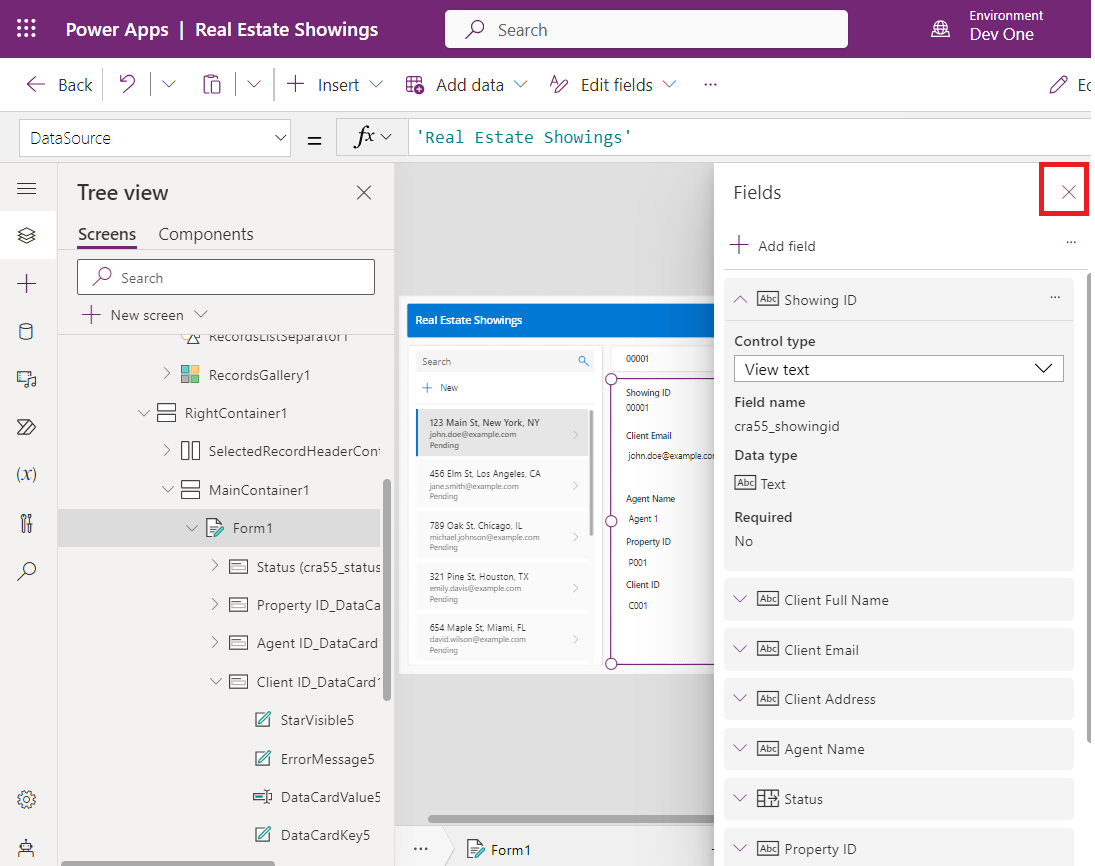 Power Apps | Real Estate Showings
Search
Environment
Dev One
Back
Insert
Add data
Edit fields
...
DataSource
=
fx
'Real Estate Showings'
Tree view
Screens
Components
Search
New screen
RecordsListSeparator1
RecordsGallery1
RightContainer1
SelectedRecordHeaderCont
MainContainer1
Form1
Status (cra55_status
Property ID_DataCa
Agent ID_DataCard
Client ID_DataCard1
StarVisible5
ErrorMessage5
DataCardValue5
DataCardKey5
(x)
Real Estate Showings
Search
New
123 Main St, New York, NY
john.doe@example.com
Pending
456 Elm St, Los Angeles, CA
jane.smith@example.com
Pending
789 Oak St, Chicago, IL
michael.johnson@example.com
Pending
321 Pine St, Houston, TX
emily.davis@example.com
Pending
654 Maple St, Miami, FL
david.wilson@example.com
Pending
00001
Showing ID
00001
Client Email
john.doe@example.com
Agent Name
Agent 1
Property ID
P001
Client ID
C001
... Form1
Fields
Add field
...
Abc Showing ID ...
Control type
View text
Field name
cra55_showingid
Data type
Abc Text
Required
No
Abc Client Full Name
Abc Client Email
Abc Client Address
Abc Agent Name
Status
Abc Property ID